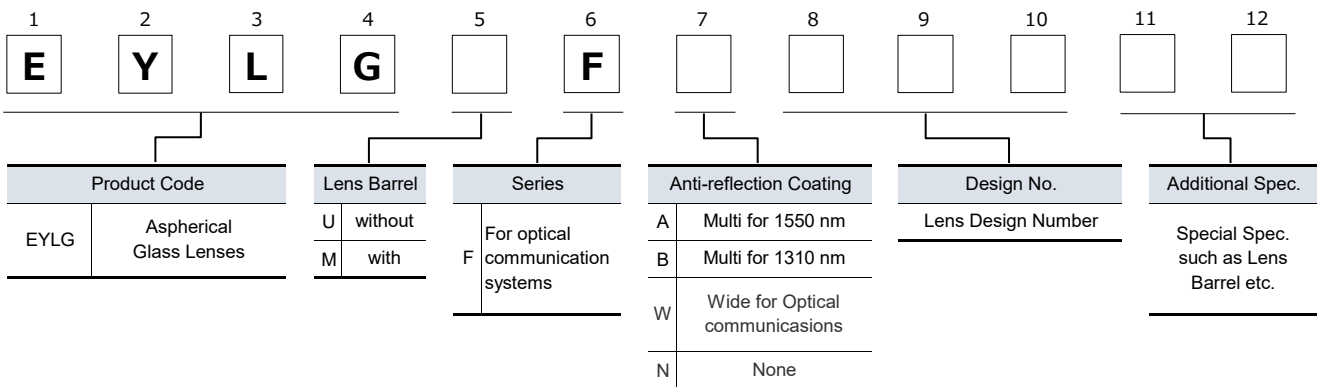 1 2 3 4 5 6 7 8 9 10 11 12
E Y L G F
Product Code
EYLG
Aspherical
Glass Lenses
Lens Barrel
U without
M with
Series
F
For optical
communication
systems
Anti-reflection Coating
A Multi for 1550 nm
B Multi for 1310 nm
W
Wide for Optical
communicasions
N None
Design No.
Lens Design Number
Additional Spec.
Special Spec.
such as Lens
Barrel etc.